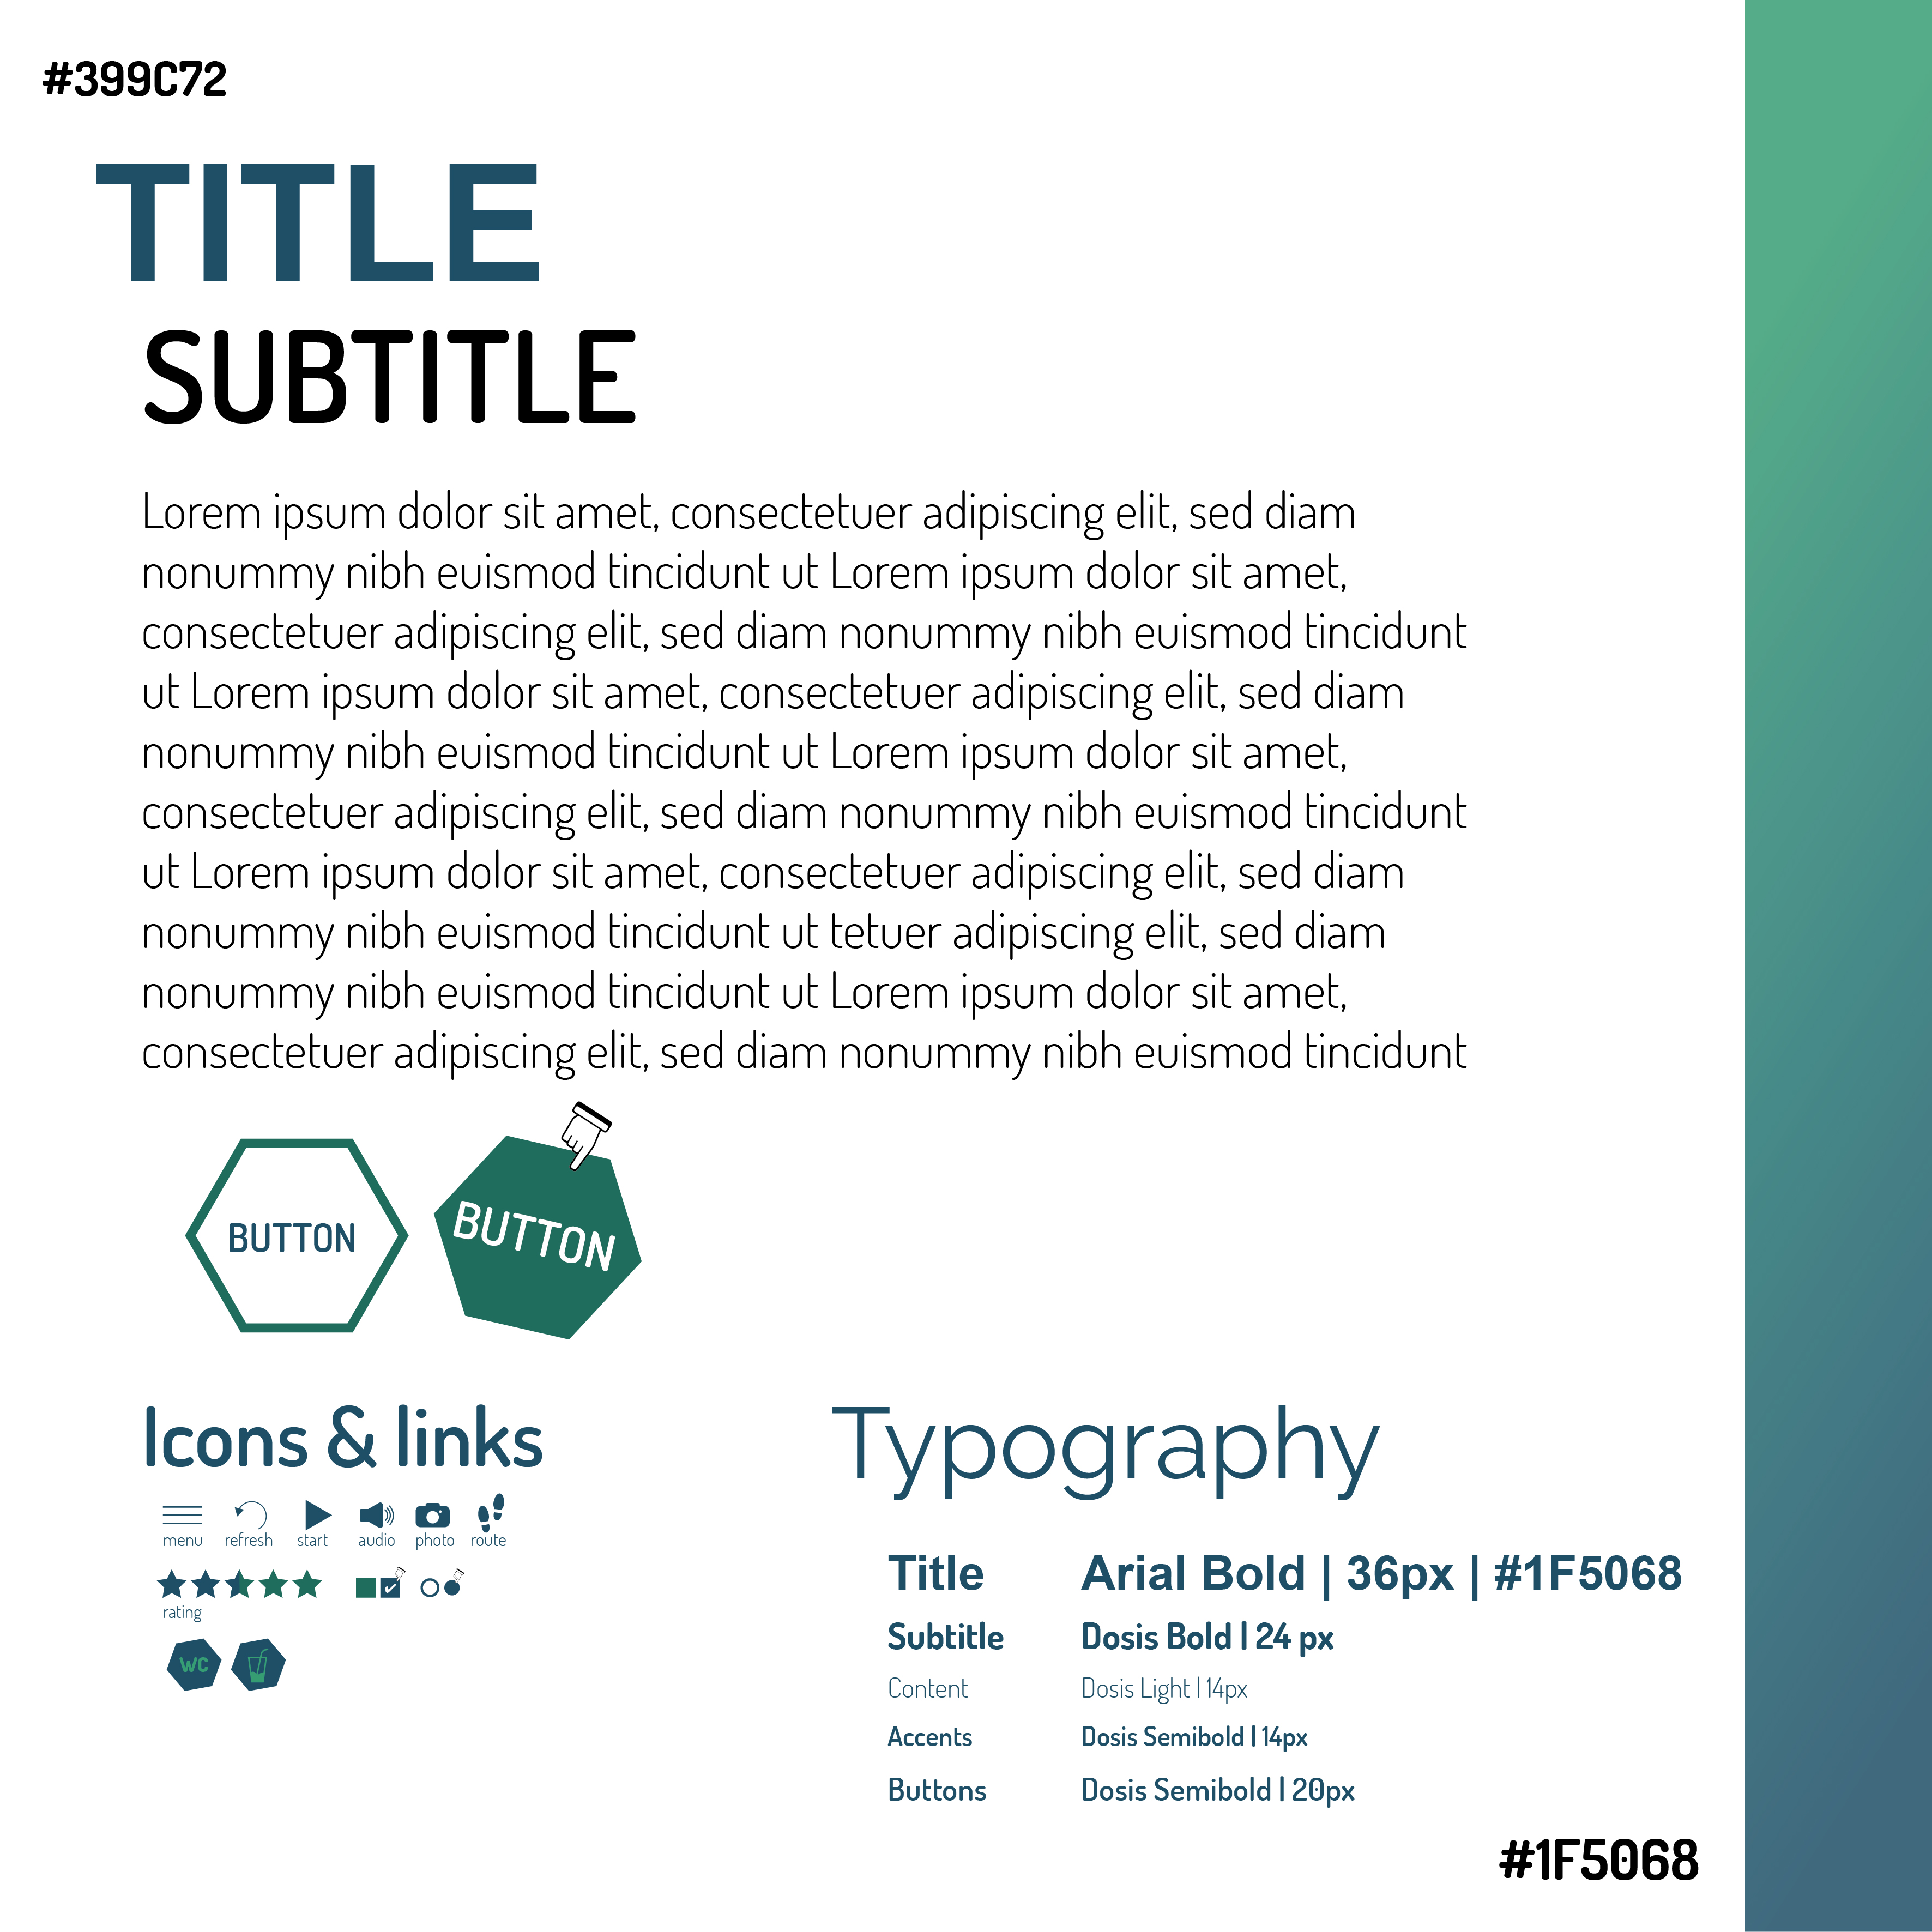 #399C72
TITLE
SUBTITLE
Lorem ipsum dolor sit amet, consectetuer adipiscing elit, sed diam
nonummy nibh euismod tincidunt ut Lorem ipsum dolor sit amet,
consectetuer adipiscing elit, sed diam nonummy nibh euismod tincidunt
ut Lorem ipsum dolor sit amet, consectetuer adipiscing elit, sed diam
nonummy nibh euismod tincidunt ut Lorem ipsum dolor sit amet,
consectetuer adipiscing elit, sed diam nonummy nibh euismod tincidunt
ut Lorem ipsum dolor sit amet, consectetuer adipiscing elit, sed diam
nonummy nibh euismod tincidunt ut tetuer adipiscing elit, sed diam
nonummy nibh euismod tincidunt ut Lorem ipsum dolor sit amet,
consectetuer adipiscing elit, sed diam nonummy nibh euismod tincidunt
BUTTON
BUTTON
Icons & links
menu refresh start audio photo route
rating
WC
Typography
Title Arial Bold | 36px | #1F5068
Subtitle Dosis Bold | 24 px
Content Dosis Light | 14px
Accents Dosis Semibold | 14px
Buttons Dosis Semibold | 20px
#1F5068